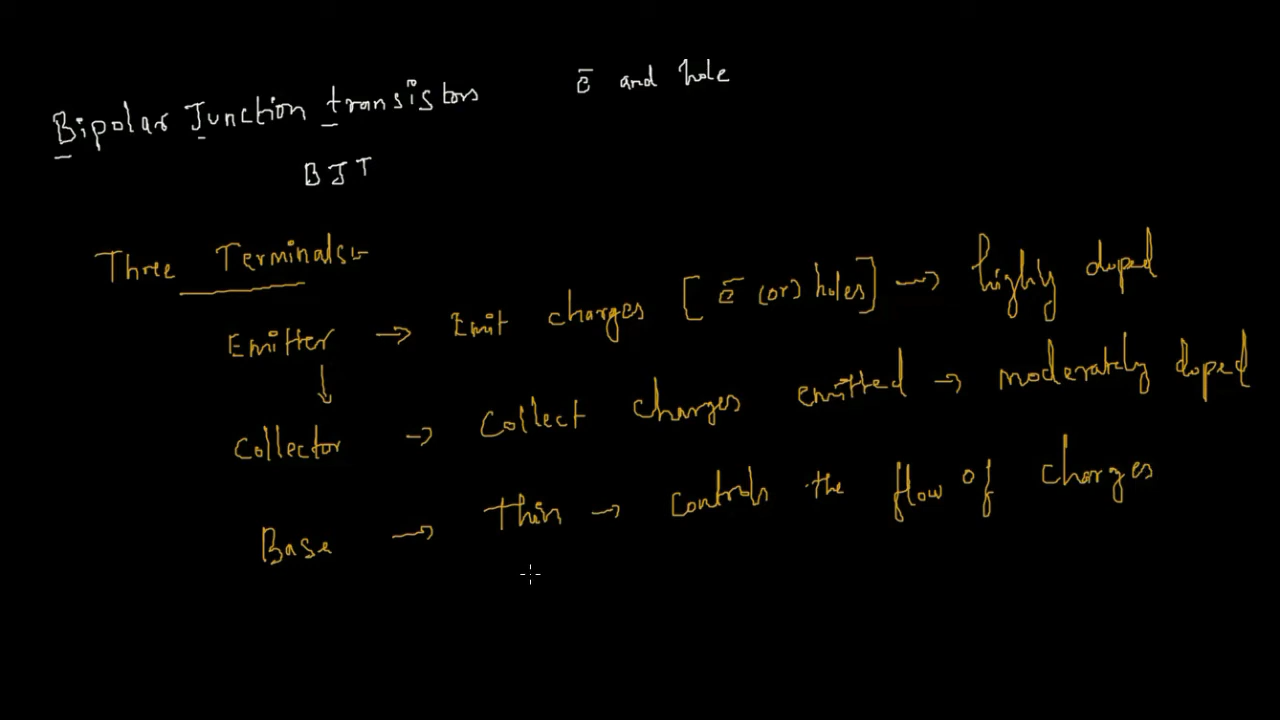 Bipolar Junction transistors   ē and hole
BJT
Three Terminals:-
Emitter → Emit charges [ē (or) holes] → highly doped
↓
Collector → Collect charges emitted → moderately doped
Base → thin → controls the flow of charges